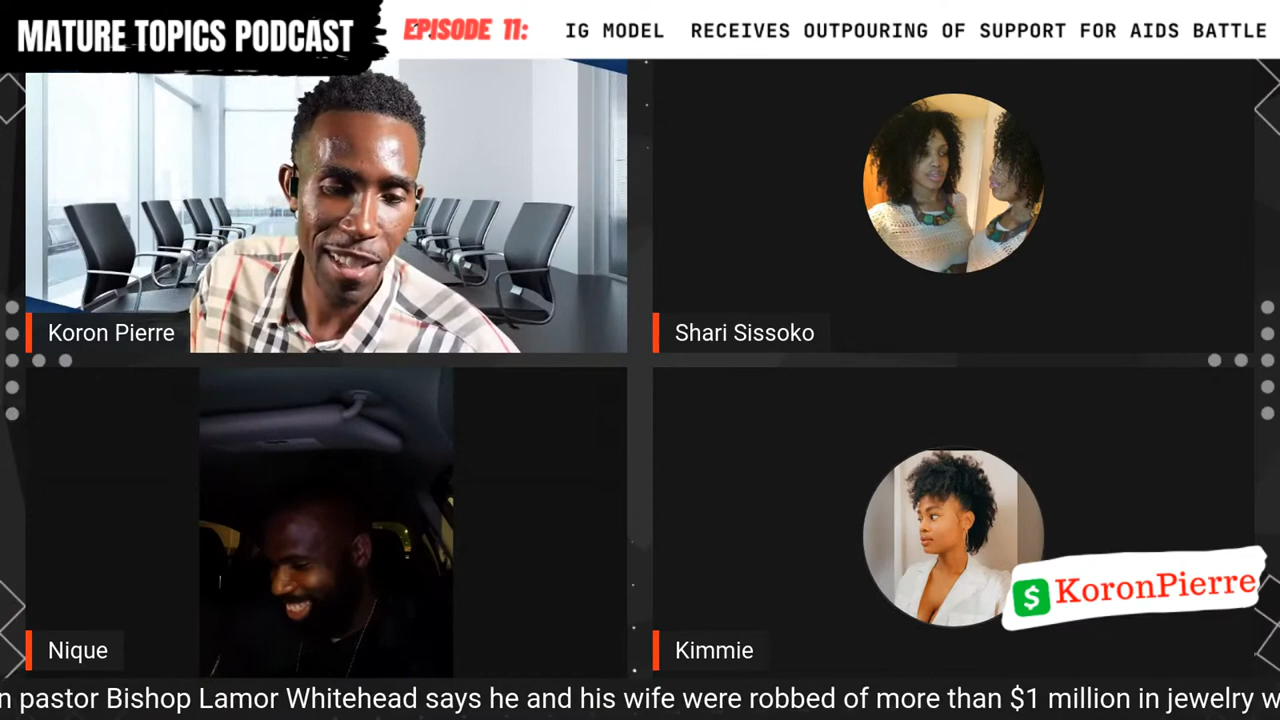 MATURE TOPICS PODCAST
EPISODE 11:
IG MODEL RECEIVES OUTPOURING OF SUPPORT FOR AIDS BATTLE
Koron Pierre
Shari Sissoko
Nique
Kimmie
$ KoronPierre
n pastor Bishop Lamor Whitehead says he and his wife were robbed of more than $1 million in jewelry w